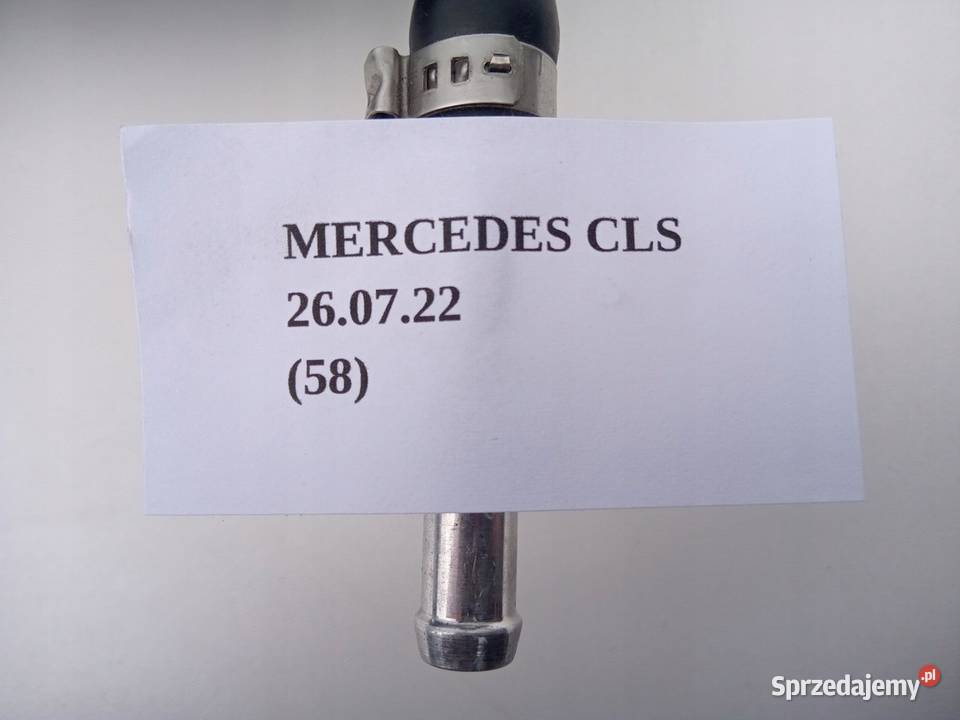 MERCEDES CLS
26.07.22
(58)
Sprzedajemy.pl